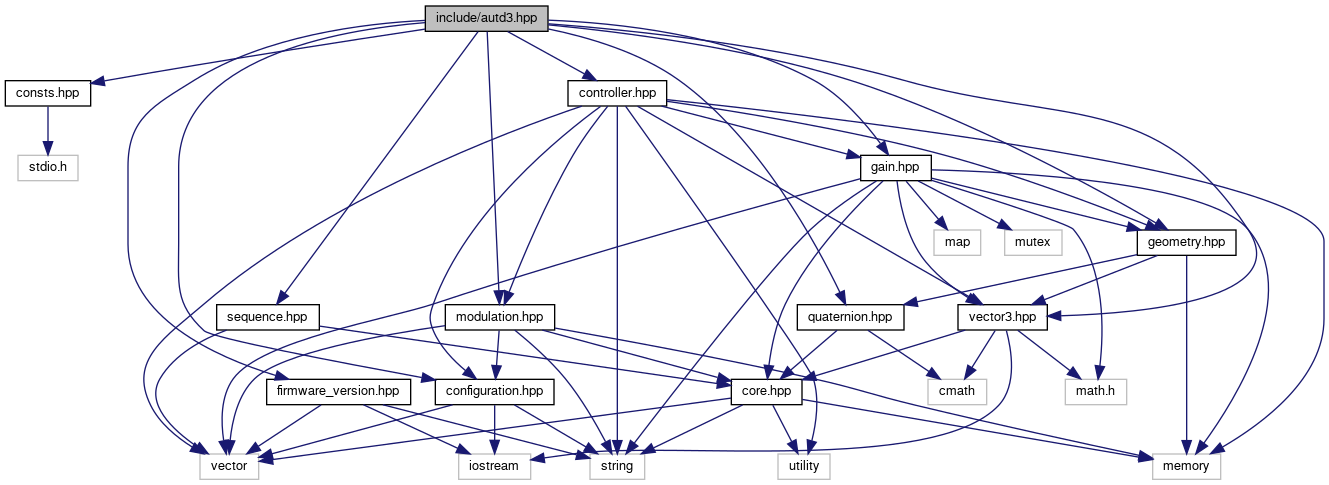 include/autd3.hpp
consts.hpp
controller.hpp
stdio.h
gain.hpp
map
mutex
geometry.hpp
sequence.hpp
modulation.hpp
quaternion.hpp
vector3.hpp
firmware_version.hpp
configuration.hpp
core.hpp
cmath
math.h
vector
iostream
string
utility
memory